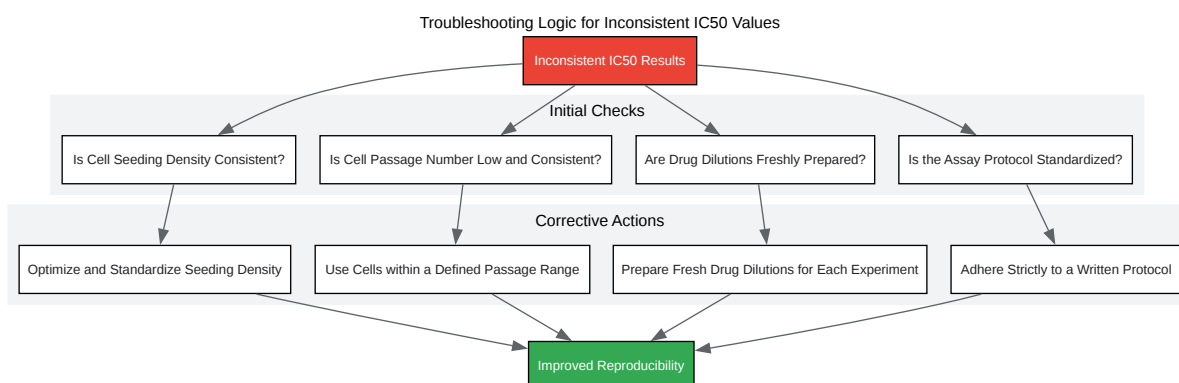 Troubleshooting Logic for Inconsistent IC50 Values
Inconsistent IC50 Results
Initial Checks
Is Cell Seeding Density Consistent?
Is Cell Passage Number Low and Consistent?
Are Drug Dilutions Freshly Prepared?
Is the Assay Protocol Standardized?
Corrective Actions
Optimize and Standardize Seeding Density
Use Cells within a Defined Passage Range
Prepare Fresh Drug Dilutions for Each Experiment
Adhere Strictly to a Written Protocol
Improved Reproducibility